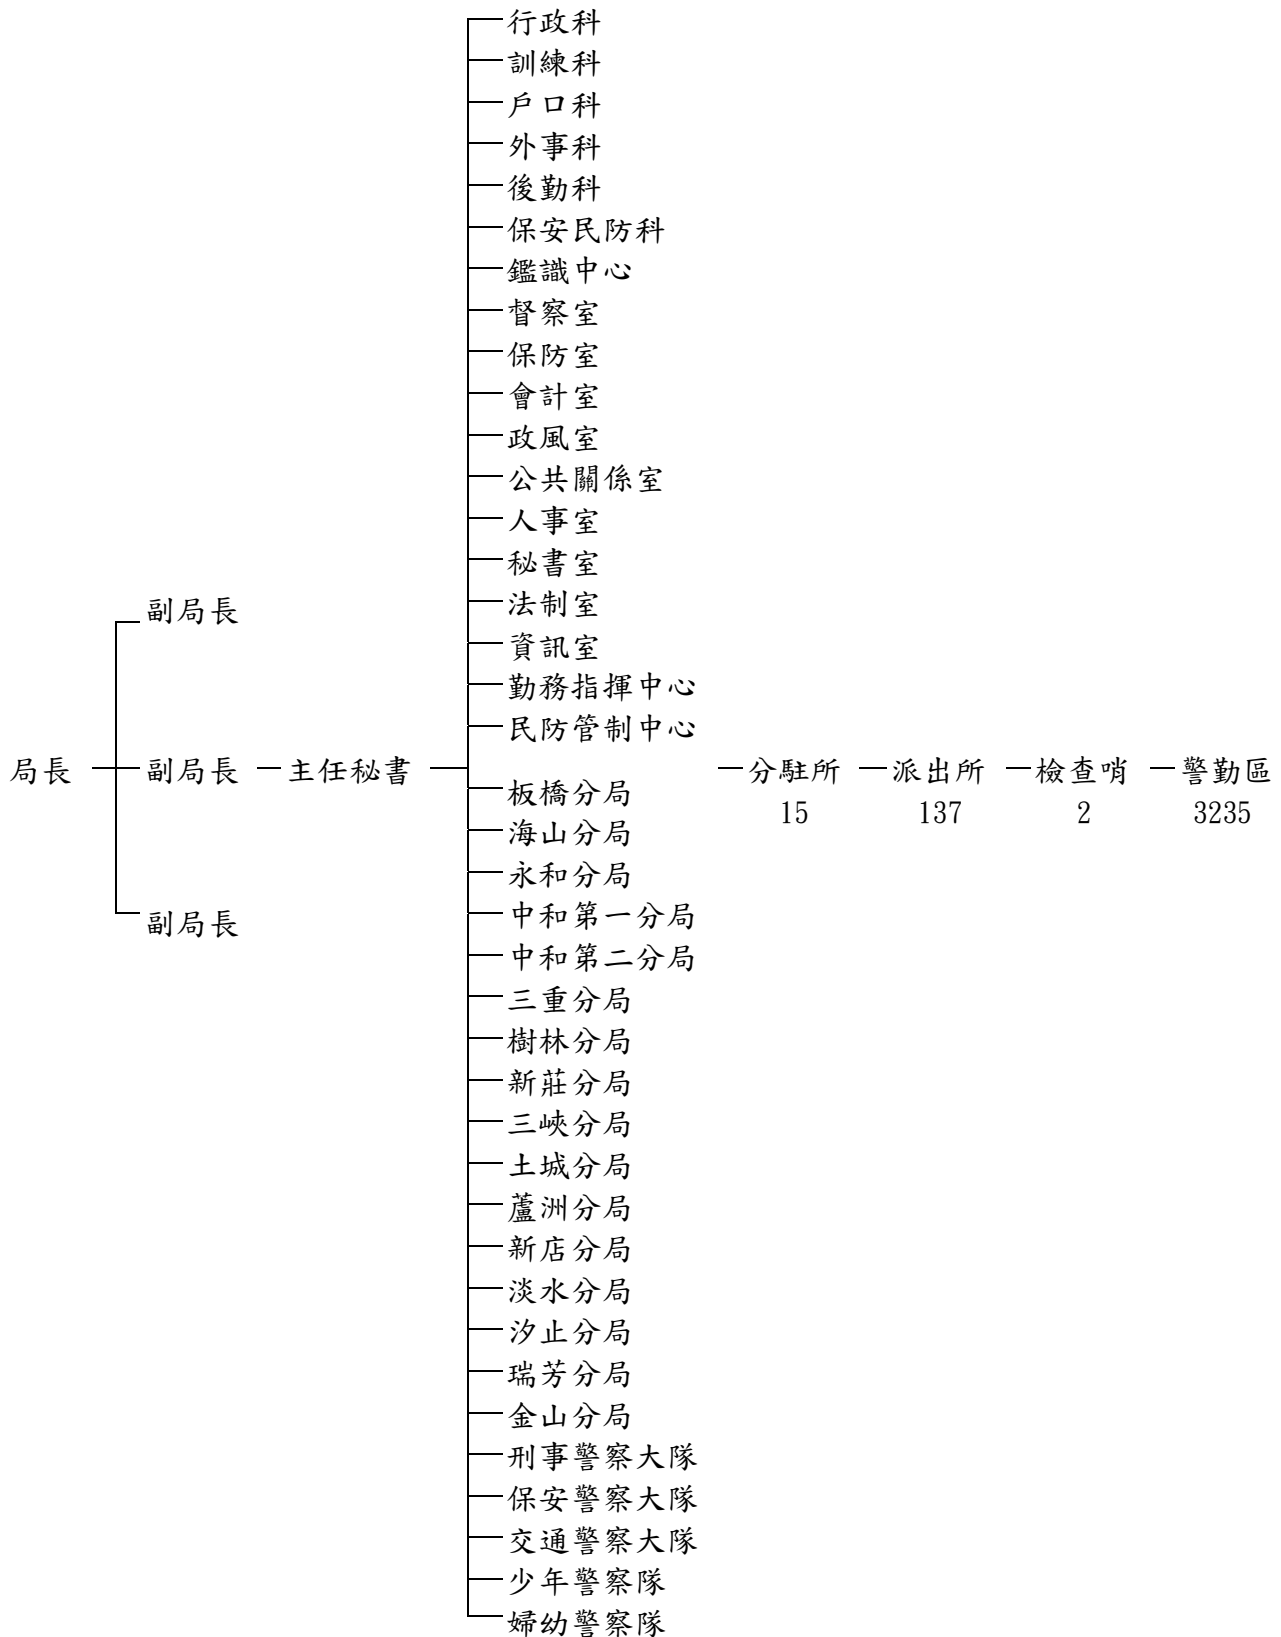 行政科
訓練科
戶口科
外事科
後勤科
保安民防科
鑑識中心
督察室
保防室
會計室
政風室
公共關係室
人事室
秘書室
法制室
副局長
資訊室
勤務指揮中心
民防管制中心
局長 副局長 主任秘書 分駐所 派出所 檢查哨 警勤區
15 137 2 3235
板橋分局
海山分局
永和分局
中和第一分局
副局長
中和第二分局
三重分局
樹林分局
新莊分局
三峽分局
土城分局
蘆洲分局
新店分局
淡水分局
汐止分局
瑞芳分局
金山分局
刑事警察大隊
保安警察大隊
交通警察大隊
少年警察隊
婦幼警察隊